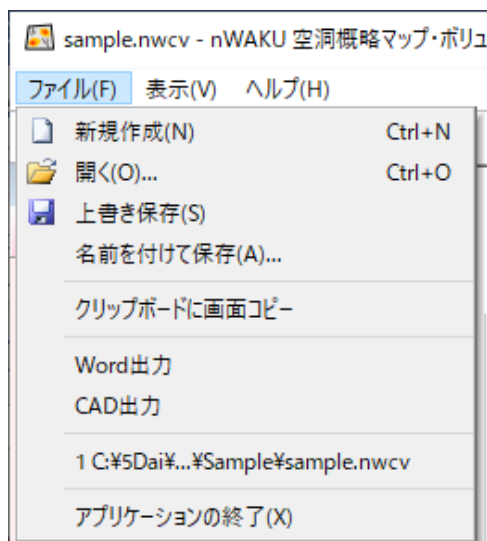 sample.nwcv - nWAKU 空洞概略マップ・ボリュ
ファイル(F) 表示(V) ヘルプ(H)
新規作成(N) Ctrl+N
開く(O)... Ctrl+O
上書き保存(S)
名前を付けて保存(A)...
クリップボードに画面コピー
Word出力
CAD出力
1 C:¥5Dai¥...¥Sample¥sample.nwcv
アプリケーションの終了(X)